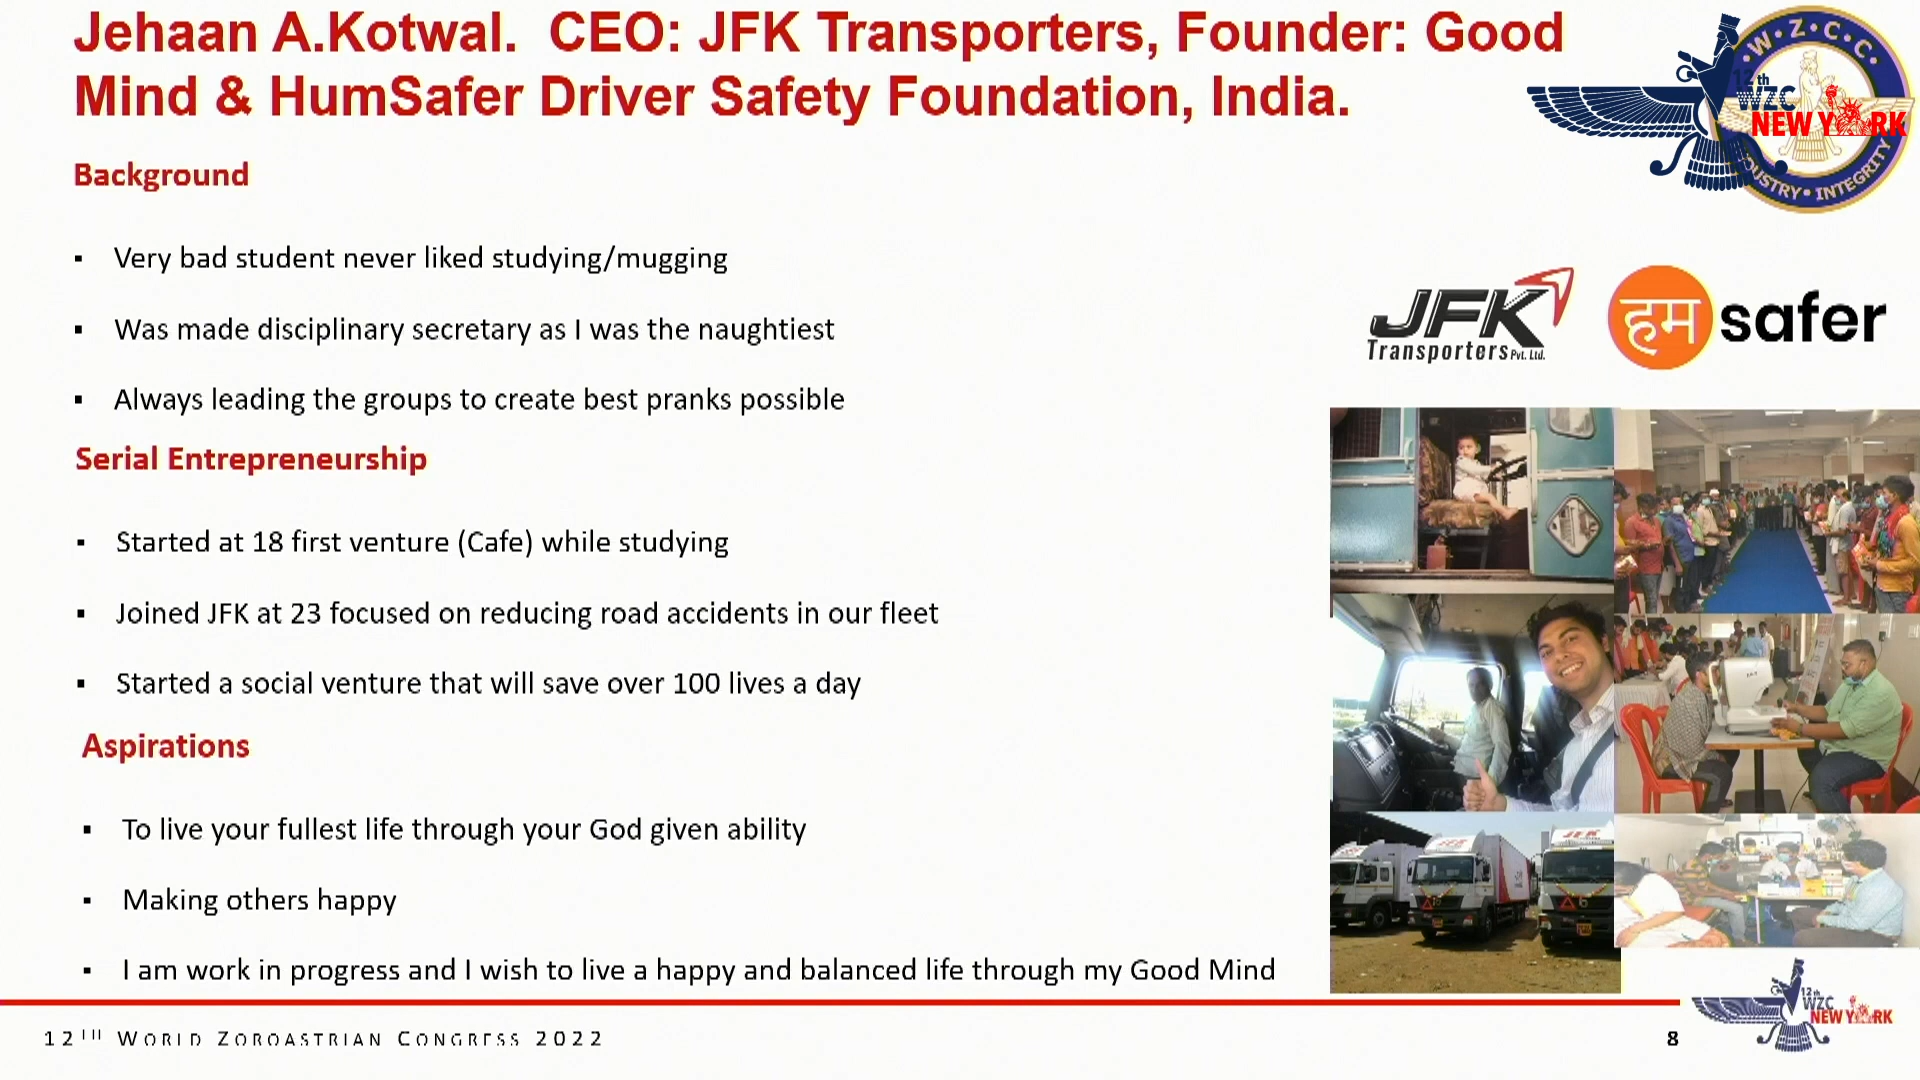 Jehaan A.Kotwal.  CEO: JFK Transporters, Founder: Good
Mind & HumSafer Driver Safety Foundation, India.
W·Z·C·C·
12th
WZC
NEW YORK
USTRY• INTEGRITY
Background
▪ Very bad student never liked studying/mugging
▪ Was made disciplinary secretary as I was the naughtiest
▪ Always leading the groups to create best pranks possible
JFK
Transporters Pvt. Ltd.
हम safer
Serial Entrepreneurship
▪ Started at 18 first venture (Cafe) while studying
▪ Joined JFK at 23 focused on reducing road accidents in our fleet
▪ Started a social venture that will save over 100 lives a day
Aspirations
▪ To live your fullest life through your God given ability
▪ Making others happy
▪ I am work in progress and I wish to live a happy and balanced life through my Good Mind
JFK
12TH WORLD ZOROASTRIAN CONGRESS 2022
8
12th
WZC
NEW YORK